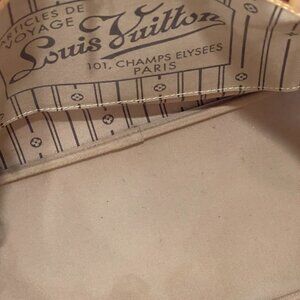 ARTICLES DE
VOYAGE
Louis Vuitton
101, CHAMPS ELYSEES
PARIS